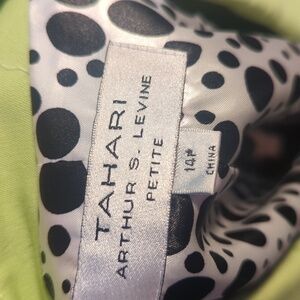 TAHARI
ARTHUR S. LEVINE
PETITE
14P
CHINA